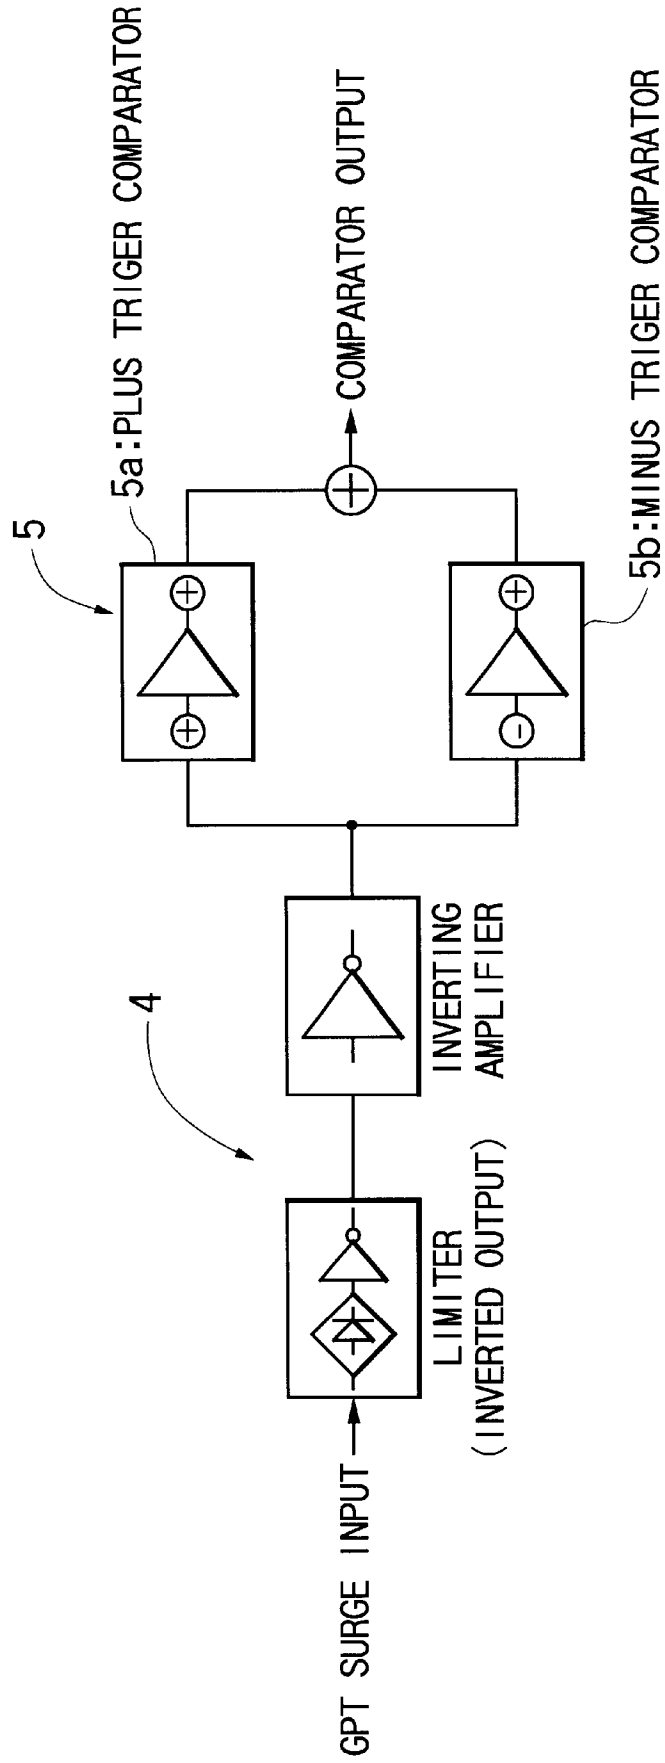 GPT SURGE INPUT
LIMITER
(INVERTED OUTPUT)
4
INVERTING
AMPLIFIER
5
5a:PLUS TRIGER COMPARATOR
+
+
5b:MINUS TRIGER COMPARATOR
-
+
+
COMPARATOR OUTPUT